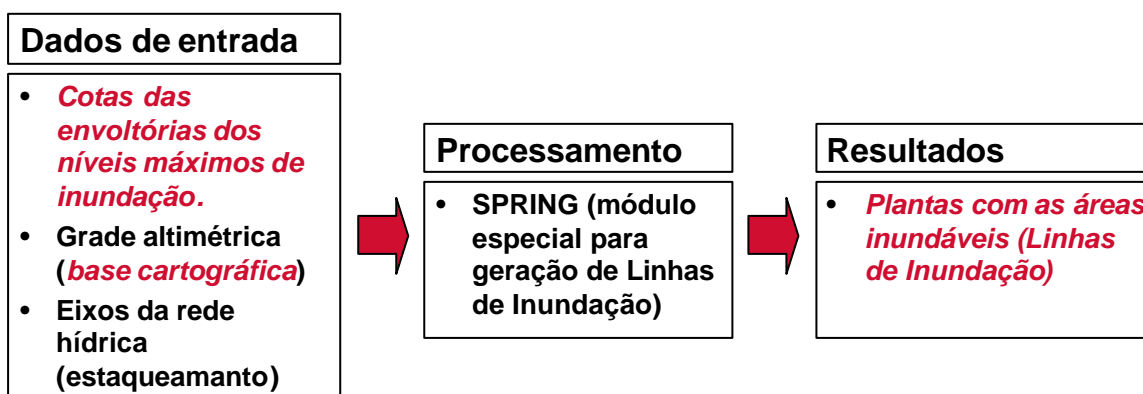 Dados de entrada
• Cotas das
envoltórias dos
níveis máximos de
inundação.
• Grade altimétrica
(base cartográfica)
• Eixos da rede
hídrica
(estaqueamanto)
Processamento
• SPRING (módulo
especial para
geração de Linhas
de Inundação)
Resultados
• Plantas com as áreas
inundáveis (Linhas
de Inundação)